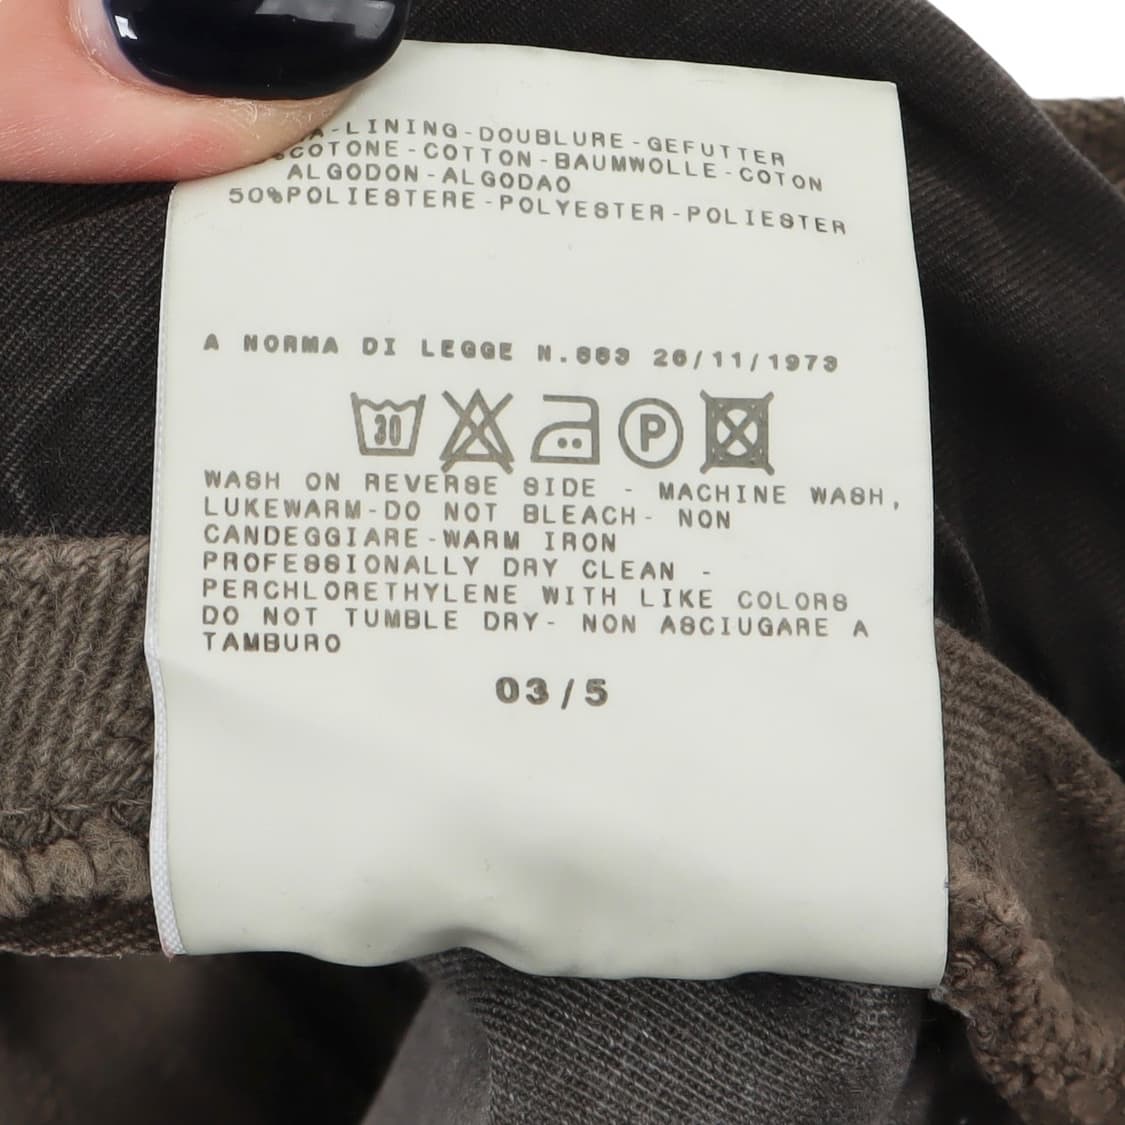 -LINING-DOUBLURE-GEFUTTER
COTONE-COTTON-BAUMWOLLE-COTON
ALGODON-ALGODAO
50%POLIESTERE-POLYESTER-POLIESTER
A NORMA DI LEGGE N.883 26/11/1973
30
P
WASH ON REVERSE SIDE - MACHINE WASH,
LUKEWARM-DO NOT BLEACH- NON
CANDEGGIARE-WARM IRON
PROFESSIONALLY DRY CLEAN -
PERCHLORETHYLENE WITH LIKE COLORS
DO NOT TUMBLE DRY- NON ASCIUGARE A
TAMBURO
03/5